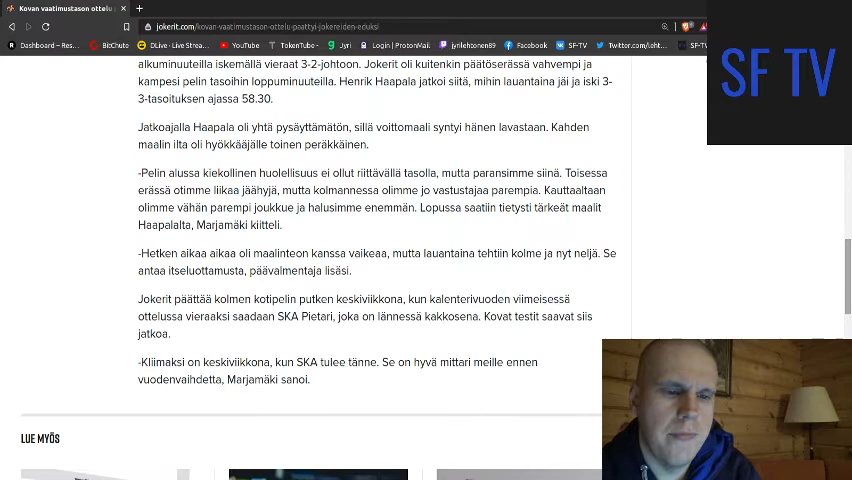 Kovan vaatimustason ottelu p
jokerit.com/kovan-vaatimustason-ottelu-paattyi-jokereiden-eduksi
Dashboard – Res... BitChute DLive · Live Strea... YouTube TokenTube · Jyri Login | ProtonMail jyrilehtonen89 Facebook SF-TV Twitter.com/leht... SF-TV
SF TV
alkuminuuteilla iskemällä vieraat 3-2-johtoon. Jokerit oli kuitenkin päätöserässä vahvempi ja
kampesi pelin tasoihin loppuminuuteilla. Henrik Haapala jatkoi siitä, mihin lauantaina jäi ja iski 3-
3-tasoituksen ajassa 58.30.
Jatkoajalla Haapala oli yhtä pysäyttämätön, sillä voittomaali syntyi hänen lavastaan. Kahden
maalin ilta oli hyökkääjälle toinen peräkkäinen.
-Pelin alussa kiekollinen huolellisuus ei ollut riittävällä tasolla, mutta paransimme siinä. Toisessa
erässä otimme liikaa jäähyjä, mutta kolmannessa olimme jo vastustajaa parempia. Kauttaaltaan
olimme vähän parempi joukkue ja halusimme enemmän. Lopussa saatiin tietysti tärkeät maalit
Haapalalta, Marjamäki kiitteli.
-Hetken aikaa aikaa oli maalinteon kanssa vaikeaa, mutta lauantaina tehtiin kolme ja nyt neljä. Se
antaa itseluottamusta, päävalmentaja lisäsi.
Jokerit päättää kolmen kotipelin putken keskiviikkona, kun kalenterivuoden viimeisessä
ottelussa vieraaksi saadaan SKA Pietari, joka on lännessä kakkosena. Kovat testit saavat siis
jatkoa.
-Kliimaksi on keskiviikkona, kun SKA tulee tänne. Se on hyvä mittari meille ennen
vuodenvaihdetta, Marjamäki sanoi.
LUE MYÖS